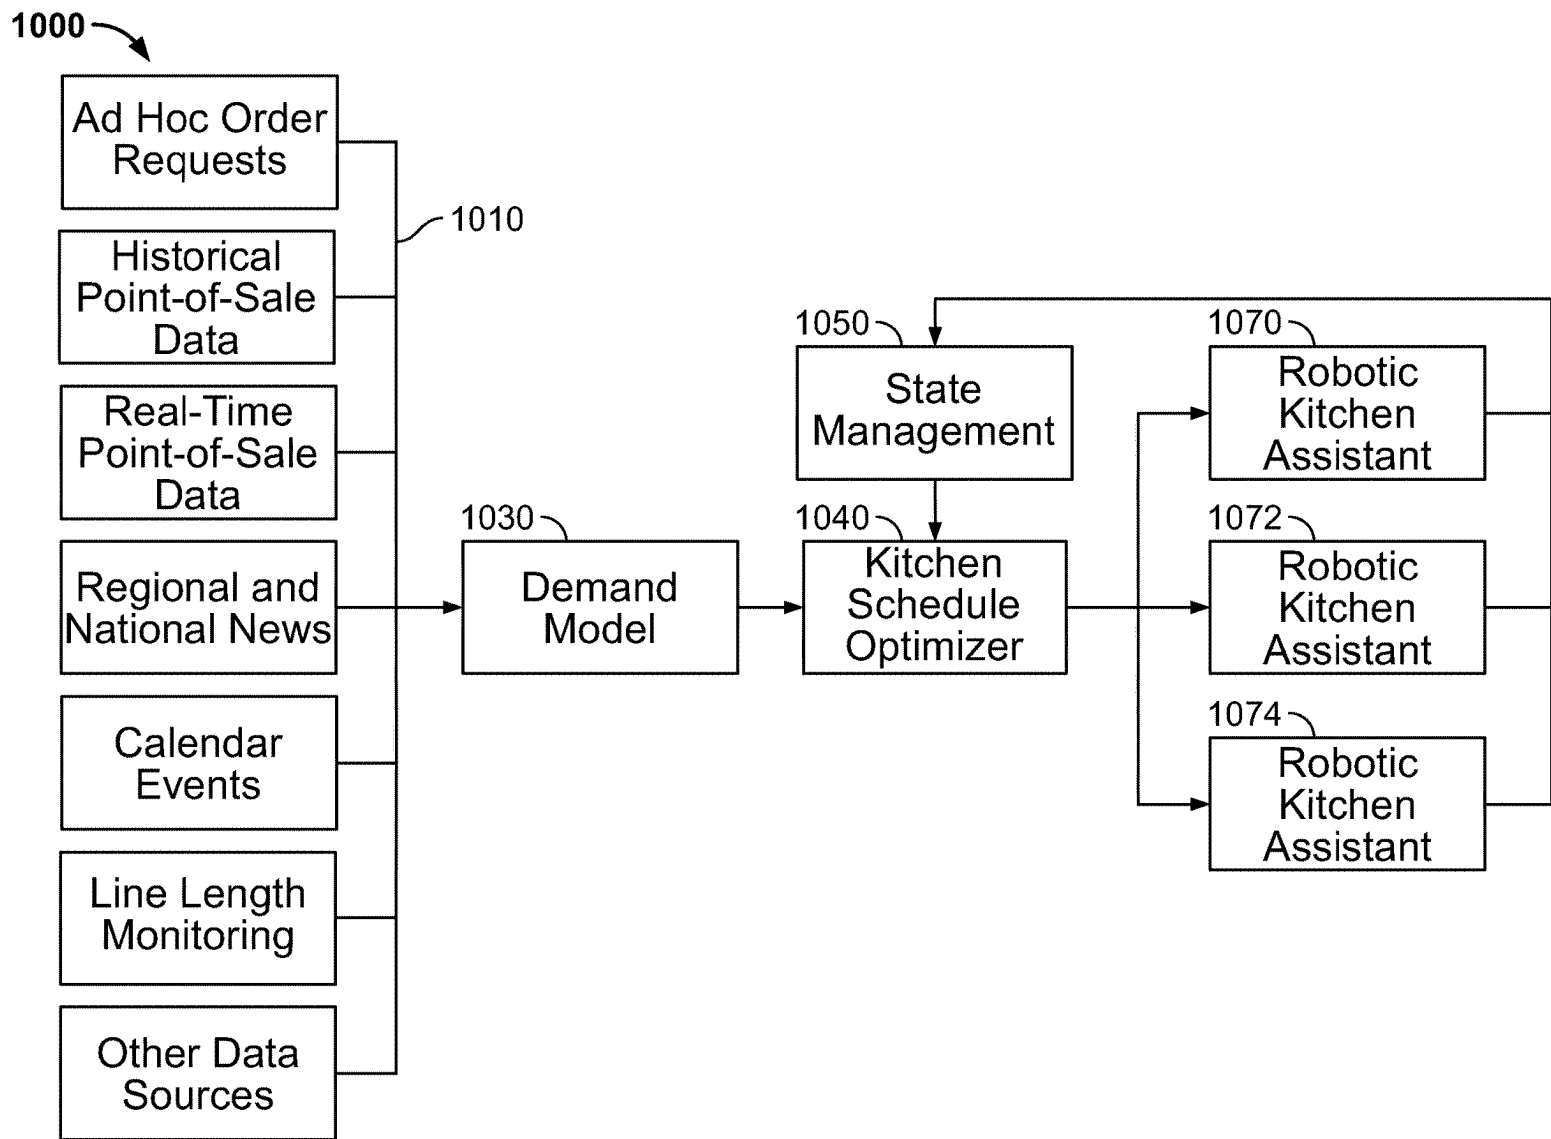 1000
Ad Hoc Order
Requests
Historical
Point-of-Sale
Data
Real-Time
Point-of-Sale
Data
Regional and
National News
Calendar
Events
Line Length
Monitoring
Other Data
Sources
1010
1030
Demand
Model
1050
State
Management
1040
Kitchen
Schedule
Optimizer
1070
Robotic
Kitchen
Assistant
1072
Robotic
Kitchen
Assistant
1074
Robotic
Kitchen
Assistant